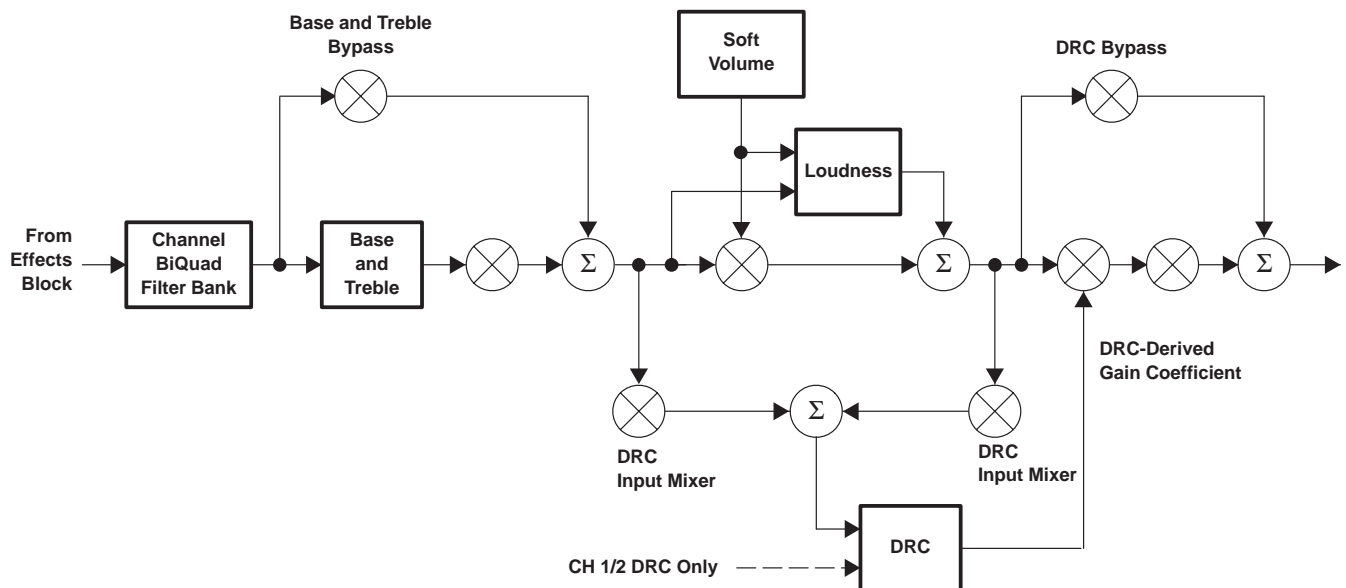 Base and Treble
Bypass
Soft
Volume
DRC Bypass
Loudness
From
Effects
Block
Channel
BiQuad
Filter Bank
Base
and
Treble
Σ
Σ
Σ
DRC-Derived
Gain Coefficient
Σ
DRC
Input Mixer
DRC
Input Mixer
DRC
CH 1/2 DRC Only